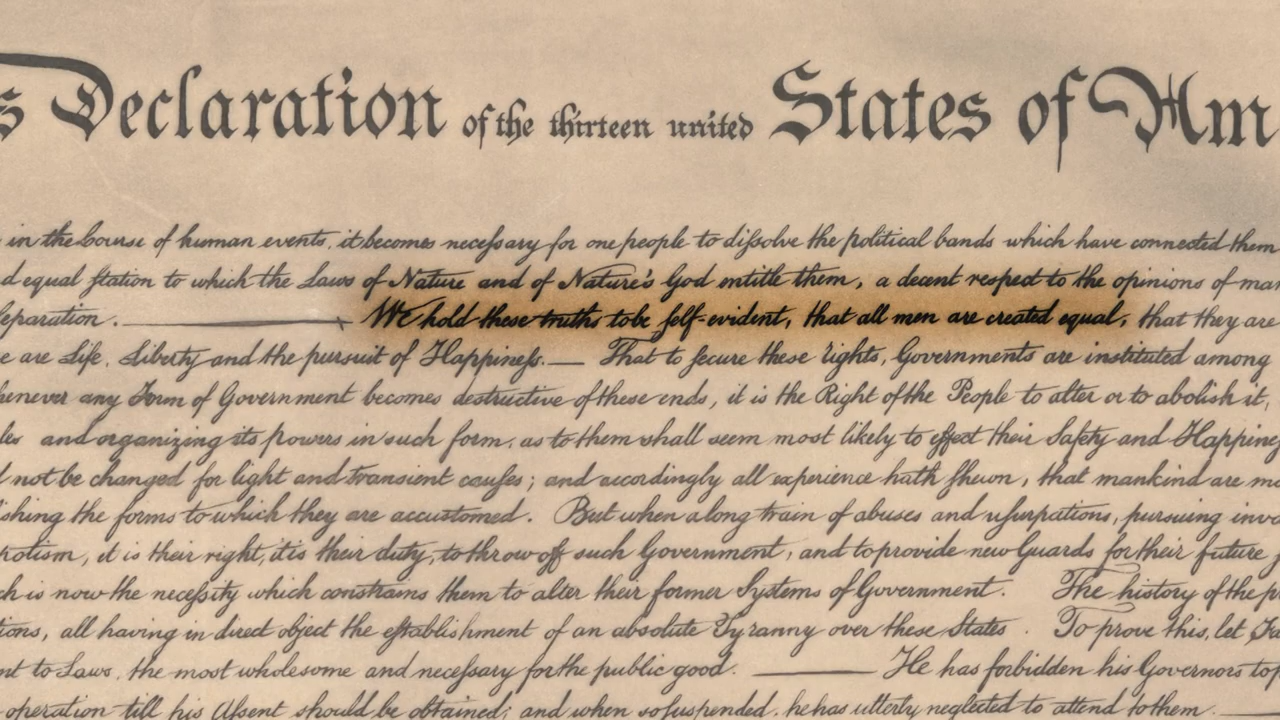 s Declaration of the thirteen united States of Am
in the Course of human events, it becomes neceſsary for one people to diſsolve the political bands which have connected them
d equal ſtation to which the Laws of Nature and of Nature's God entitle them, a decent respect to the opinions of man
ſeparation. We hold these truths to be ſelf-evident, that all men are created equal, that they are
e are Life, Liberty and the pursuit of Happineſs.— That to ſecure these rights, Governments are instituted among
henever any Form of Government becomes destructive of these ends, it is the Right of the People to alter or to abolish it,
les and organizing its powers in such form, as to them shall seem most likely to effect their Safety and Happine
d not be changed for light and transient causes; and accordingly all experience hath ſhewn, that mankind are mo
ishing the forms to which they are accustomed. But when a long train of abuses and uſurpations, pursuing inva
potism, it is their right, it is their duty, to throw off such Government, and to provide new Guards for their future
ch is now the neceſsity which constrains them to alter their former Systems of Government. The history of the p
tions, all having in direct object the eſtabliſhment of an absolute Tyranny over these States. To prove this, let Fa
nt to Laws, the most wholesome and neceſsary for the public good. He has forbidden his Governors to p
operation till his Aſsent should be obtained; and when so ſuspended, he has utterly neglected to attend to them.